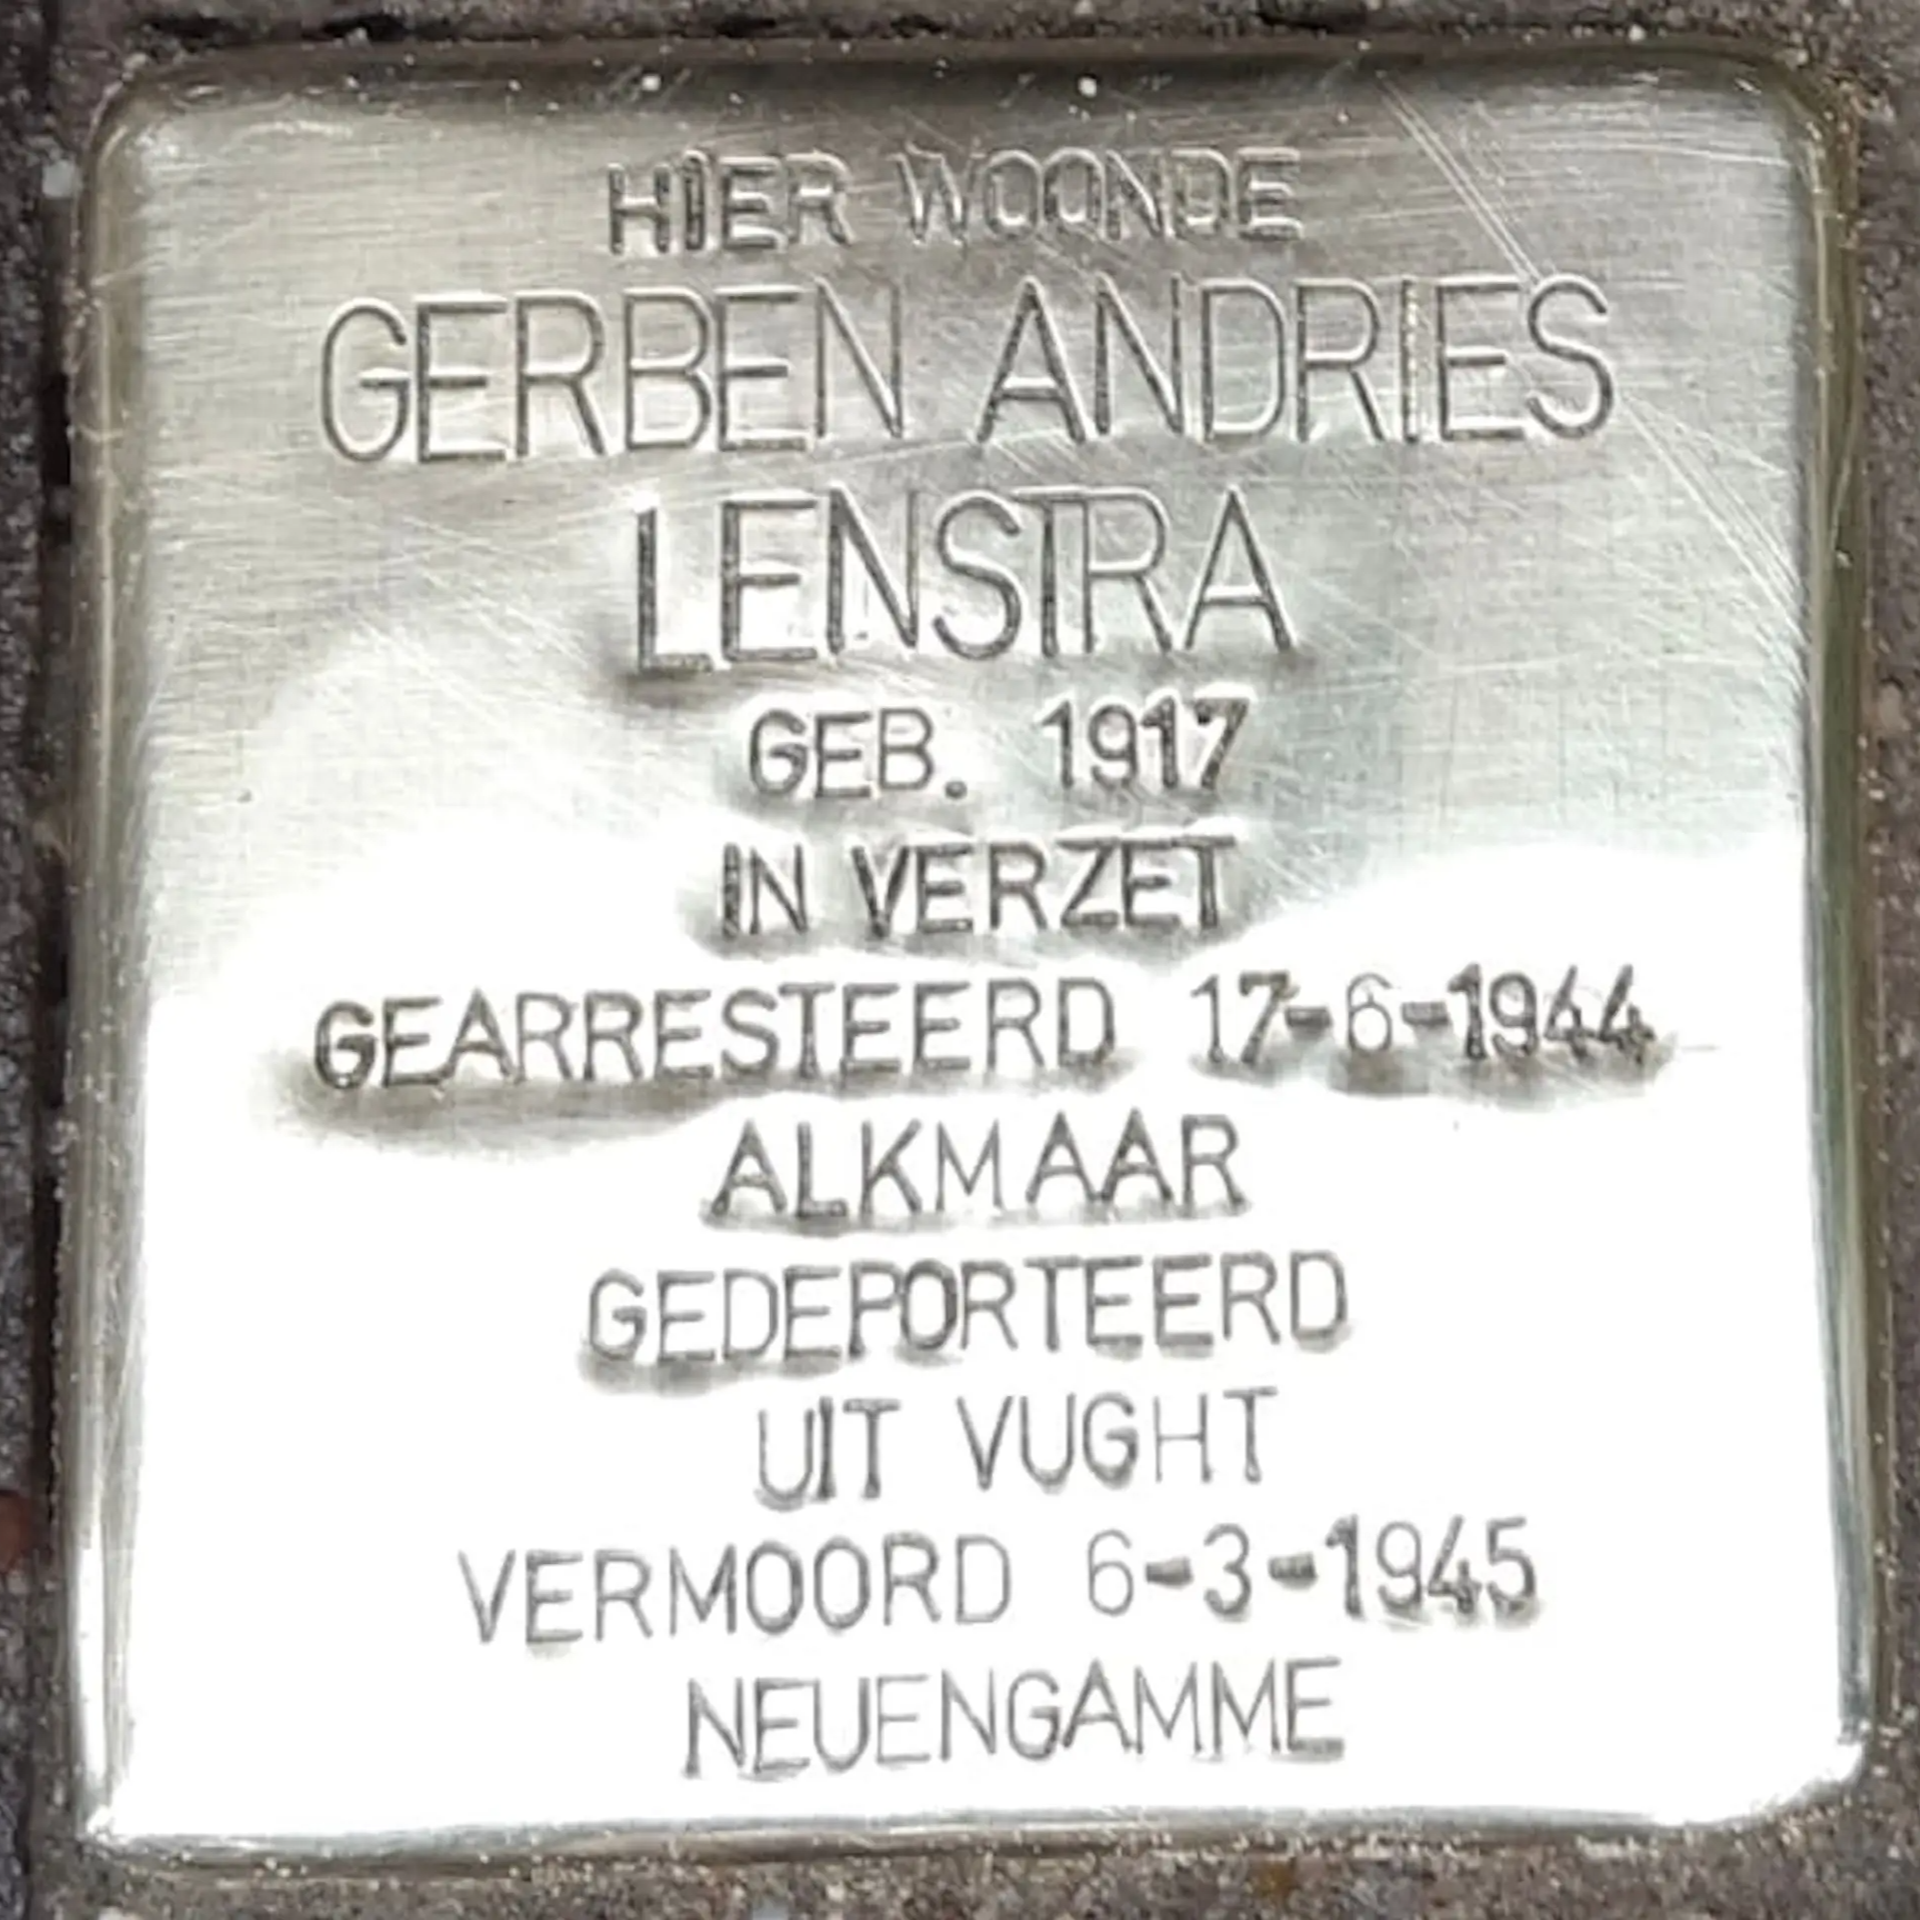 HIER WOONDE
GERBEN ANDRIES
LENSTRA
GEB. 1917
IN VERZET
GEARRESTEERD 17-6-1944
ALKMAAR
GEDEPORTEERD
UIT VUGHT
VERMOORD 6-3-1945
NEUENGAMME